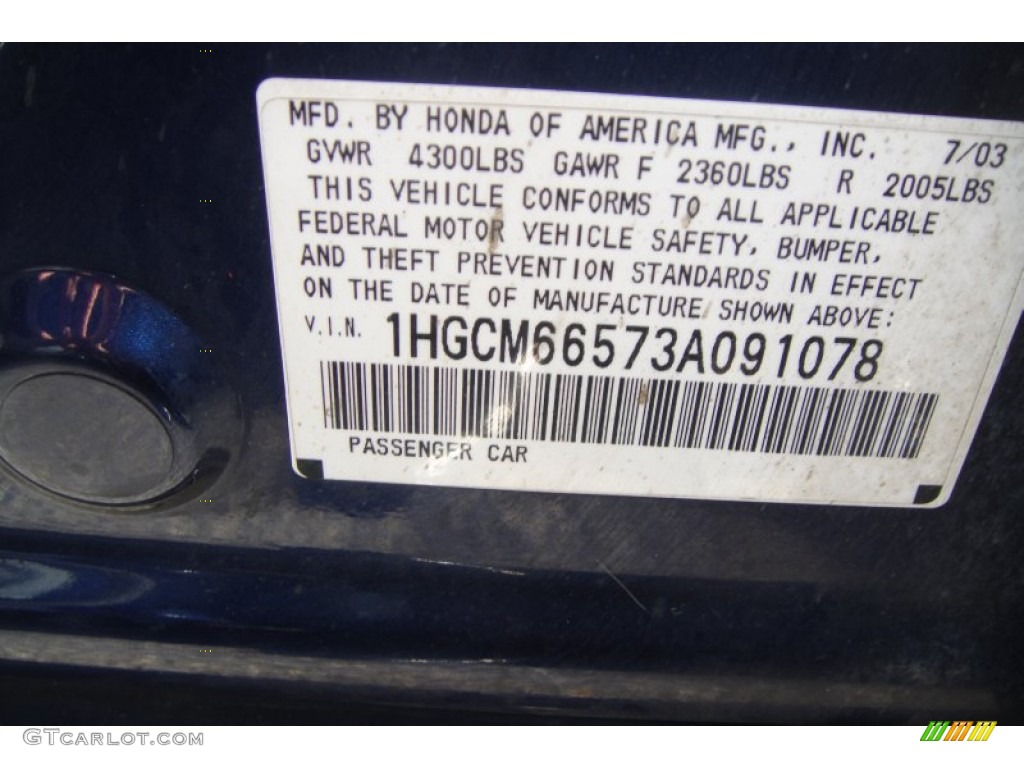 MFD. BY HONDA OF AMERICA MFG., INC. 7/03
GVWR 4300LBS GAWR F 2360LBS R 2005LBS
THIS VEHICLE CONFORMS TO ALL APPLICABLE
FEDERAL MOTOR VEHICLE SAFETY, BUMPER,
AND THEFT PREVENTION STANDARDS IN EFFECT
ON THE DATE OF MANUFACTURE SHOWN ABOVE:
V.I.N. 1HGCM66573A091078
PASSENGER CAR
GTCarLot.com